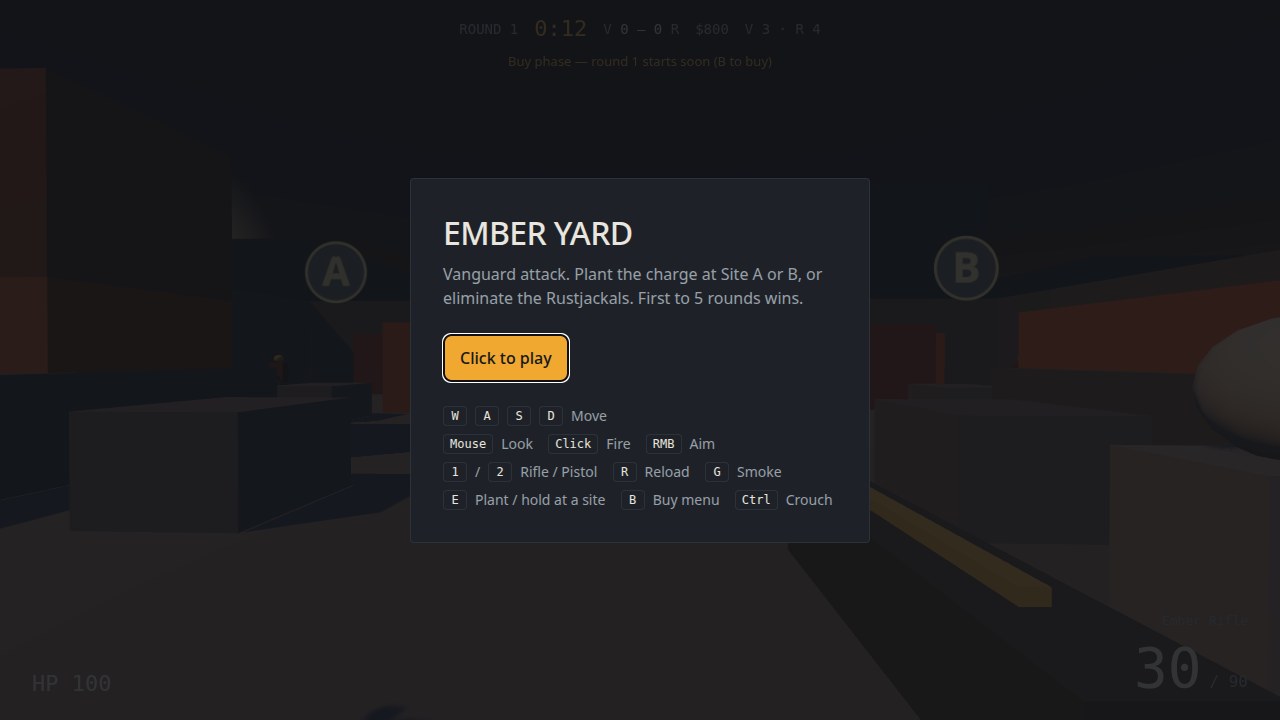 ROUND 1 0:12 V 0 — 0 R $800 V 3 · R 4
Buy phase — round 1 starts soon (B to buy)
A
B
EMBER YARD
Vanguard attack. Plant the charge at Site A or B, or
eliminate the Rustjackals. First to 5 rounds wins.
Click to play
W A S D Move
Mouse Look Click Fire RMB Aim
1 / 2 Rifle / Pistol R Reload G Smoke
E Plant / hold at a site B Buy menu Ctrl Crouch
HP 100
30 / 90